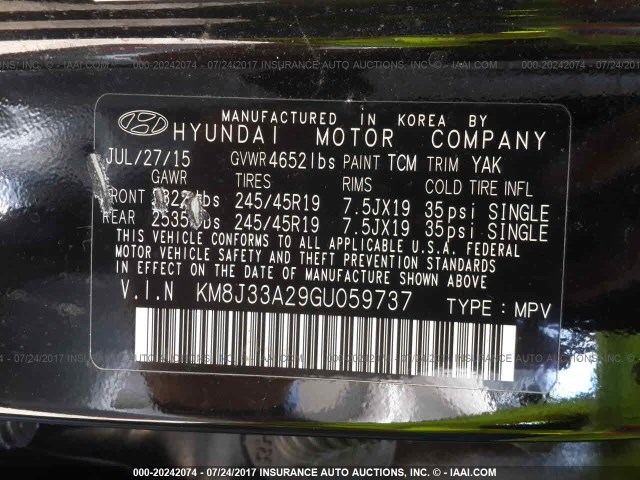 000-20242074 - 07/24/2017 INSURANCE AUTO AUCTIONS, INC. © - IAAI.COM
MANUFACTURED IN KOREA BY
HYUNDAI MOTOR COMPANY
JUL/27/15 GVWR 4652lbs PAINT TCM TRIM YAK
GAWR TIRES RIMS COLD TIRE INFL
FRONT lbs 245/45R19 7.5JX19 35psi SINGLE
REAR lbs 245/45R19 7.5JX19 35psi SINGLE
THIS VEHICLE CONFORMS TO ALL APPLICABLE U.S.A. FEDERAL
MOTOR VEHICLE SAFETY AND THEFT PREVENTION STANDARDS
IN EFFECT ON THE DATE OF MANUFACTURE SHOWN ABOVE.
V.I.N KM8J33A29GU059737 TYPE : MPV
000-20242074 - 07/24/2017 INSURANCE AUTO AUCTIONS, INC. © - IAAI.COM